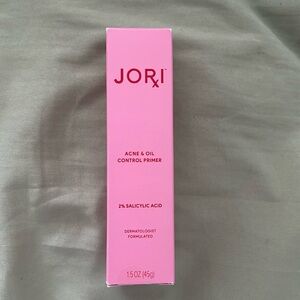 JORi
ACNE & OIL
CONTROL PRIMER
2% SALICYLIC ACID
DERMATOLOGIST
FORMULATED
1.5 OZ (45g)